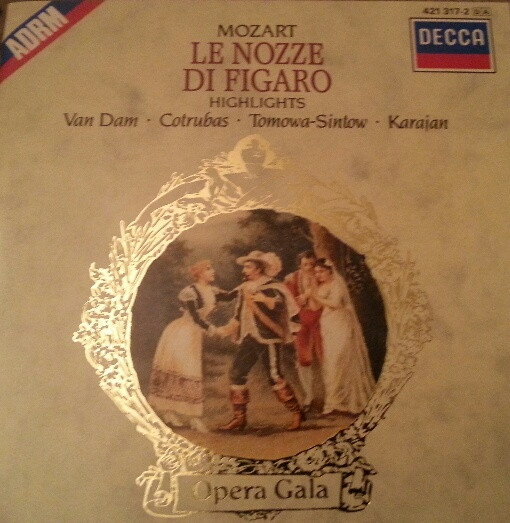 ADRM
421 317-2
DECCA
MOZART
LE NOZZE
DI FIGARO
HIGHLIGHTS
Van Dam · Cotrubas · Tomowa-Sintow · Karajan
Opera Gala